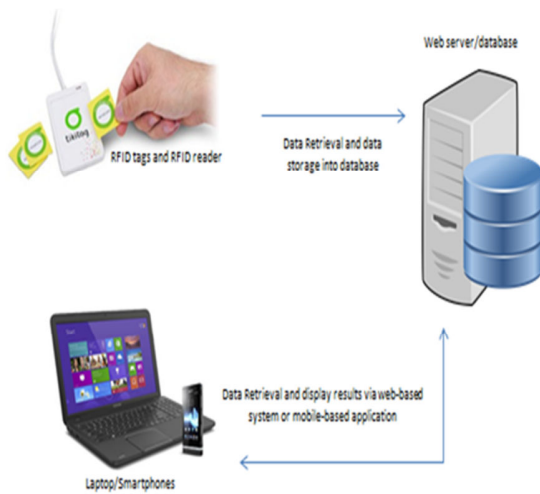 Web server/database
tikitag
RFID tags and RFID reader
Data Retrieval and data
storage into database
Data Retrieval and display results via web-based
system or mobile-based application
Laptop/Smartphones